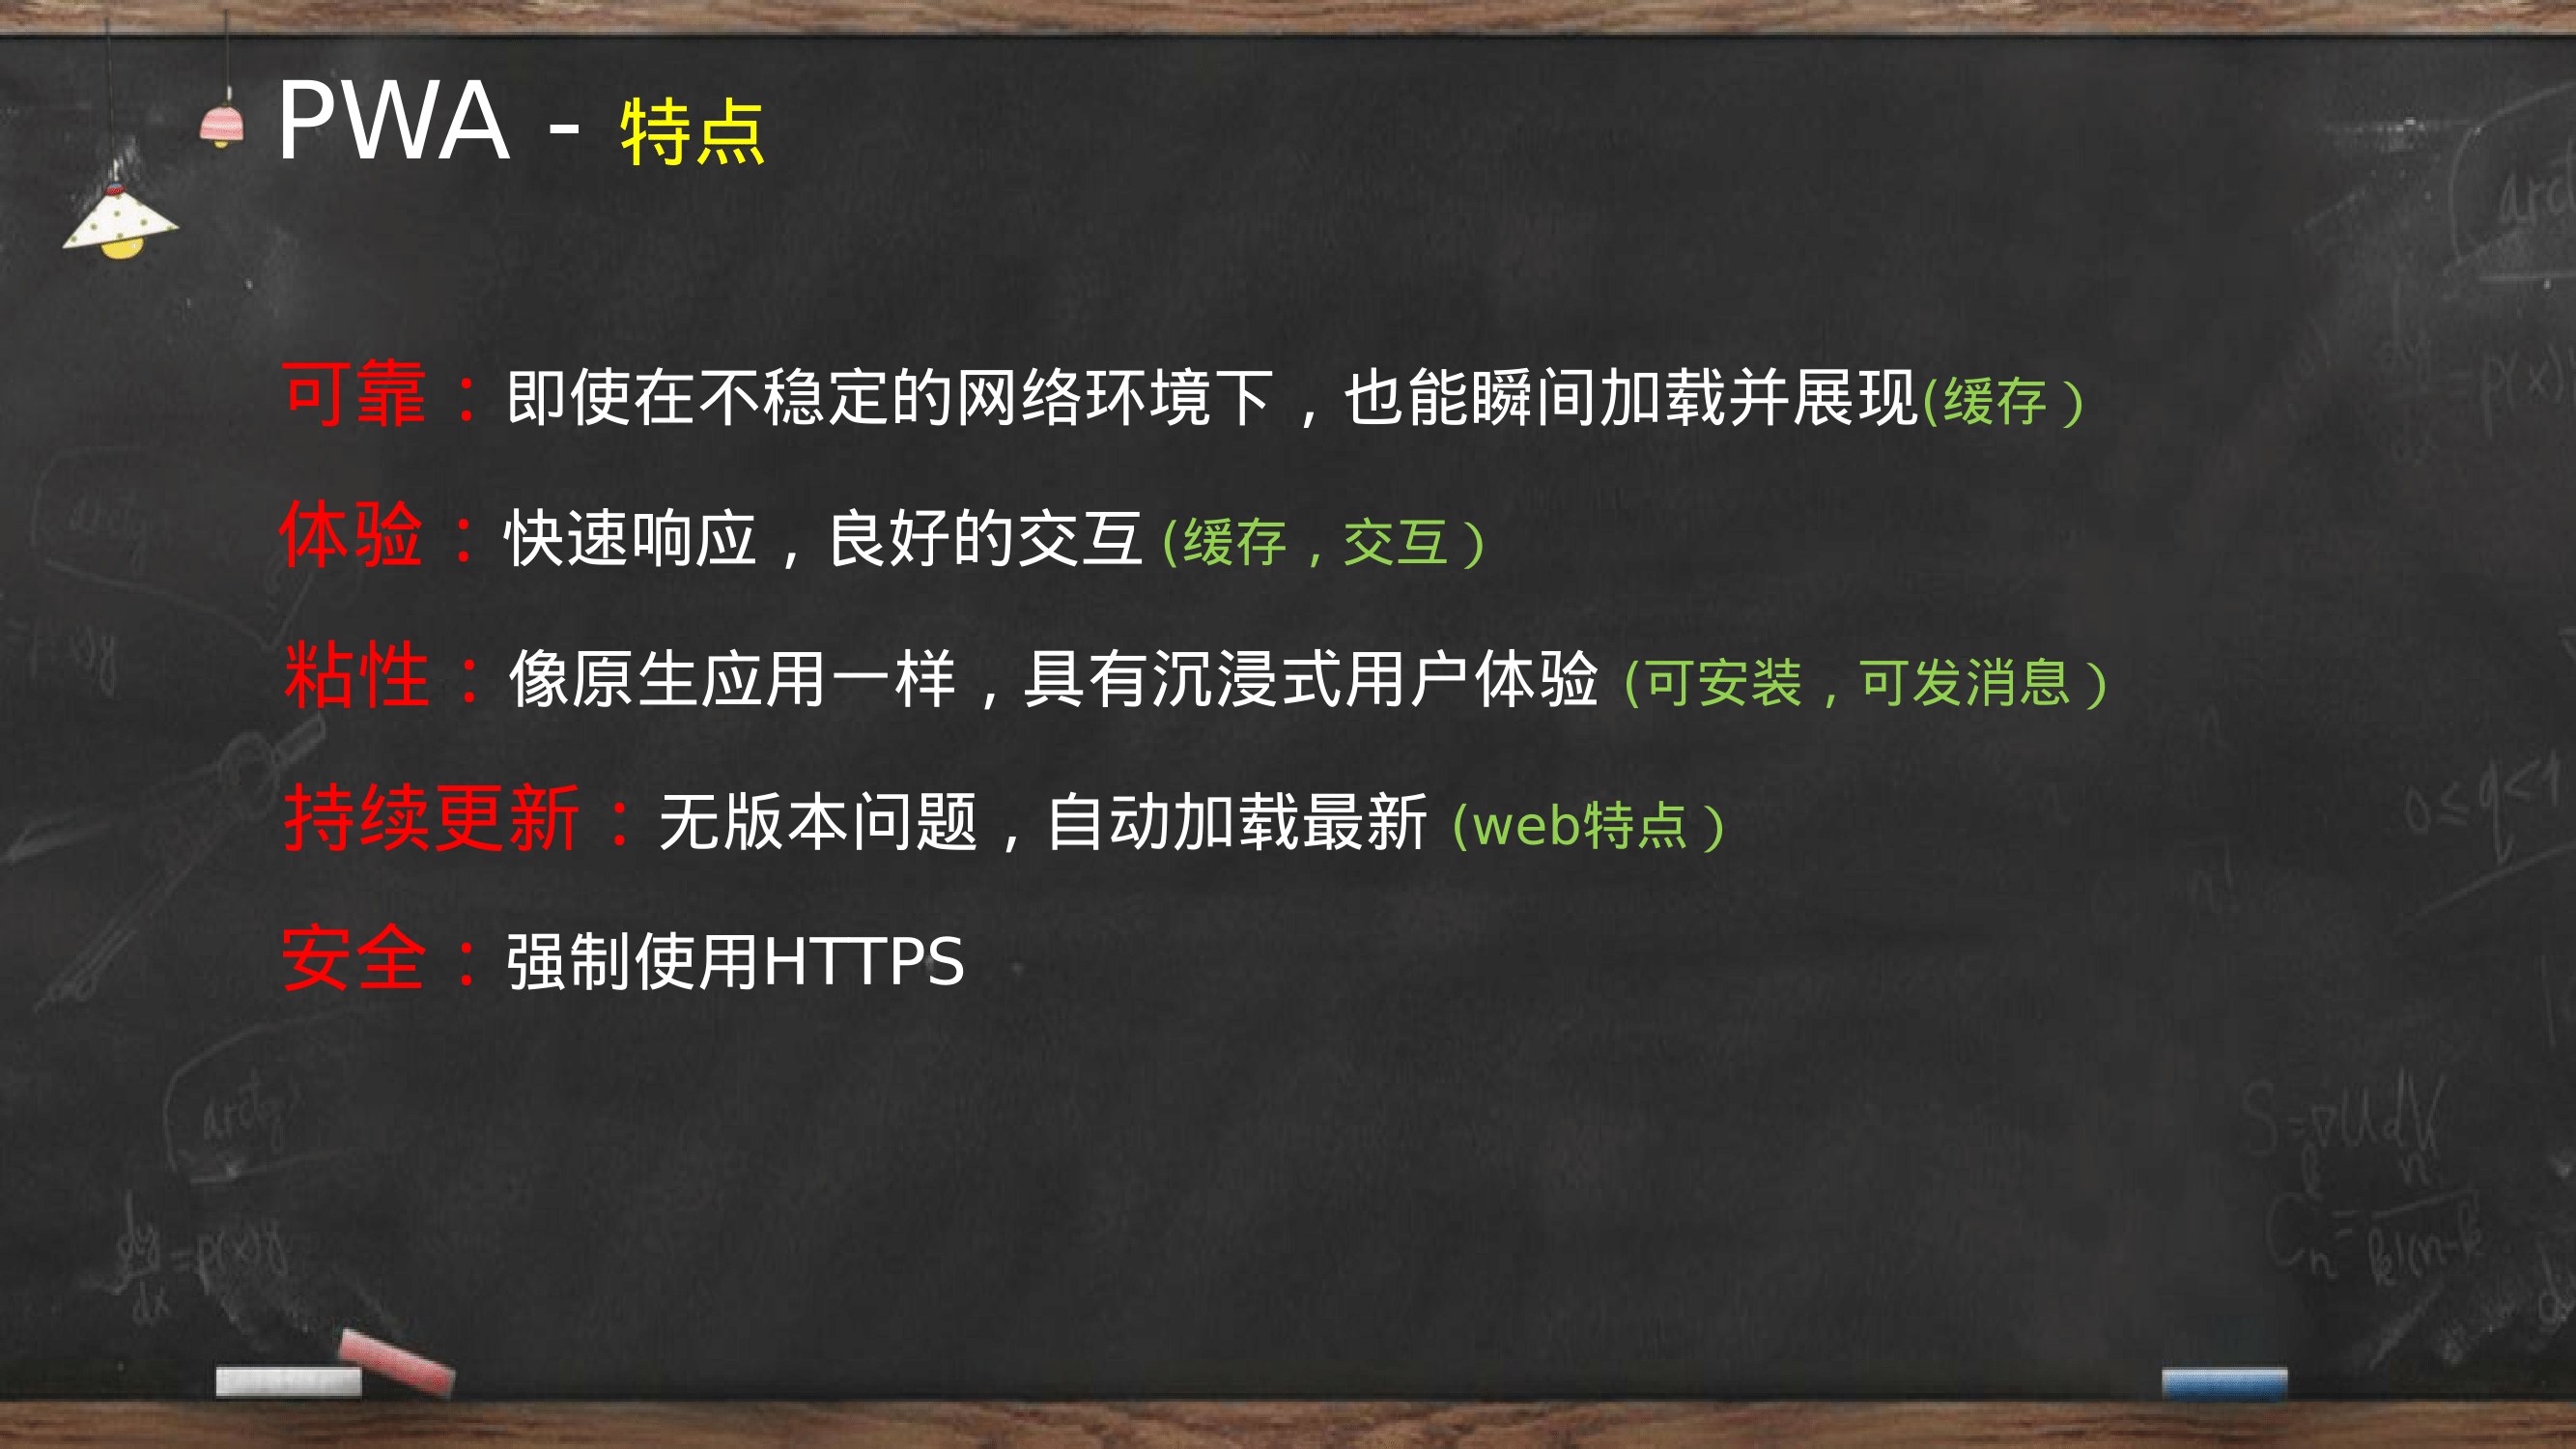 PWA - 特点
可靠：即使在不稳定的网络环境下，也能瞬间加载并展现(缓存）
体验：快速响应，良好的交互 (缓存，交互）
粘性：像原生应用一样，具有沉浸式用户体验 (可安装，可发消息）
持续更新：无版本问题，自动加载最新 (web特点）
安全：强制使用HTTPS